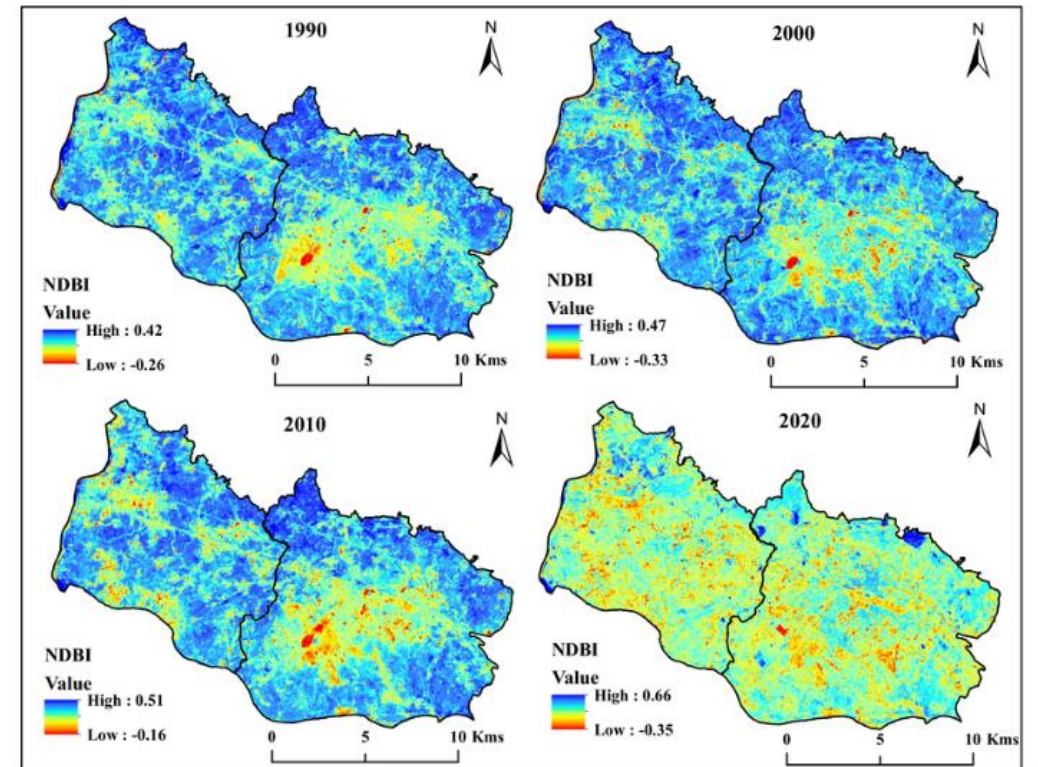 1990
N
NDBI
Value
High : 0.42
Low : -0.26
0 5 10 Kms
2000
N
NDBI
Value
High : 0.47
Low : -0.33
0 5 10 Kms
2010
N
NDBI
Value
High : 0.51
Low : -0.16
0 5 10 Kms
2020
N
NDBI
Value
High : 0.66
Low : -0.35
0 5 10 Kms